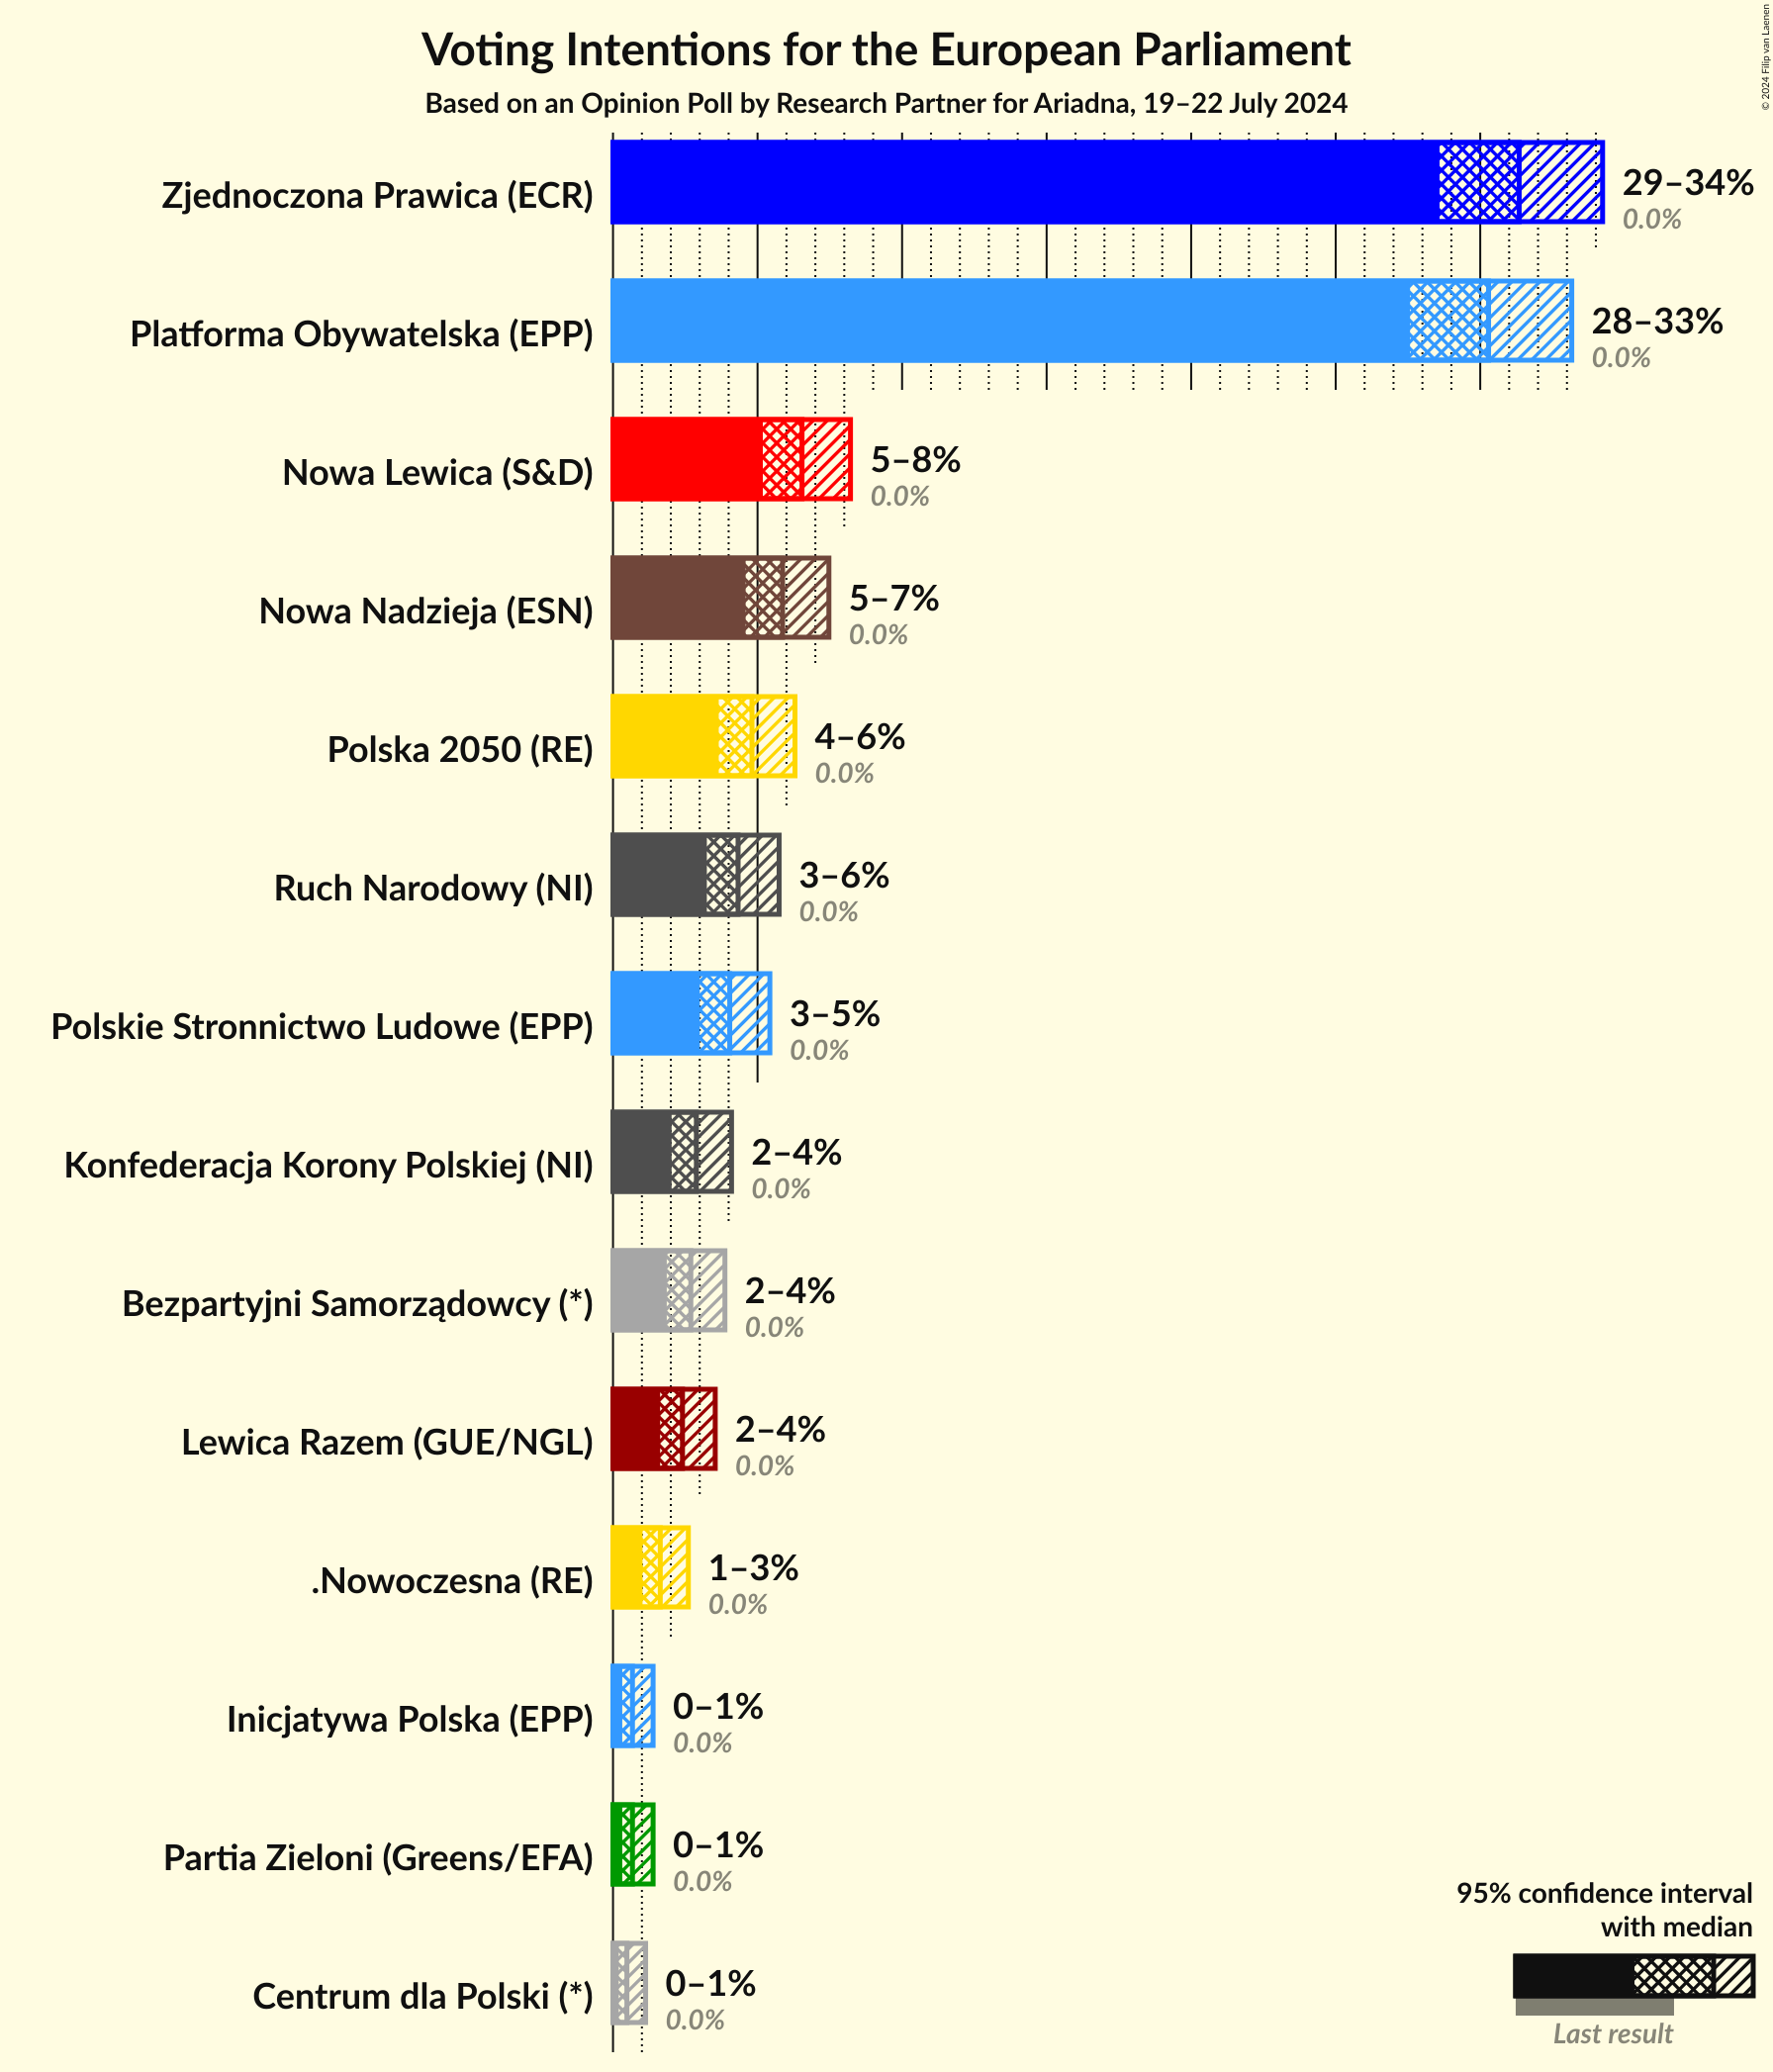 Voting Intentions for the European Parliament
Based on an Opinion Poll by Research Partner for Ariadna, 19–22 July 2024
© 2024 Filip van Laenen
Zjednoczona Prawica (ECR)
29–34%
0.0%
Platforma Obywatelska (EPP)
28–33%
0.0%
Nowa Lewica (S&D)
5–8%
0.0%
Nowa Nadzieja (ESN)
5–7%
0.0%
Polska 2050 (RE)
4–6%
0.0%
Ruch Narodowy (NI)
3–6%
0.0%
Polskie Stronnictwo Ludowe (EPP)
3–5%
0.0%
Konfederacja Korony Polskiej (NI)
2–4%
0.0%
Bezpartyjni Samorządowcy (*)
2–4%
0.0%
Lewica Razem (GUE/NGL)
2–4%
0.0%
.Nowoczesna (RE)
1–3%
0.0%
Inicjatywa Polska (EPP)
0–1%
0.0%
Partia Zieloni (Greens/EFA)
0–1%
0.0%
Centrum dla Polski (*)
0–1%
0.0%
95% confidence interval
with median
Last result